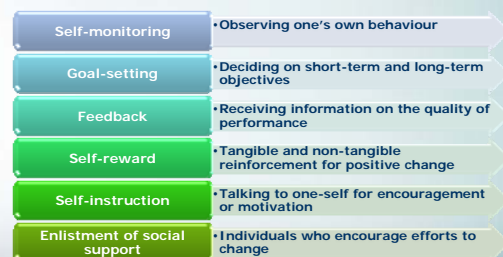 Self-monitoring
•Observing one's own behaviour
Goal-setting
•Deciding on short-term and long-term
objectives
Feedback
•Receiving information on the quality of
performance
Self-reward
•Tangible and non-tangible
reinforcement for positive change
Self-instruction
•Talking to one-self for encouragement
or motivation
Enlistment of social
support
•Individuals who encourage efforts to
change